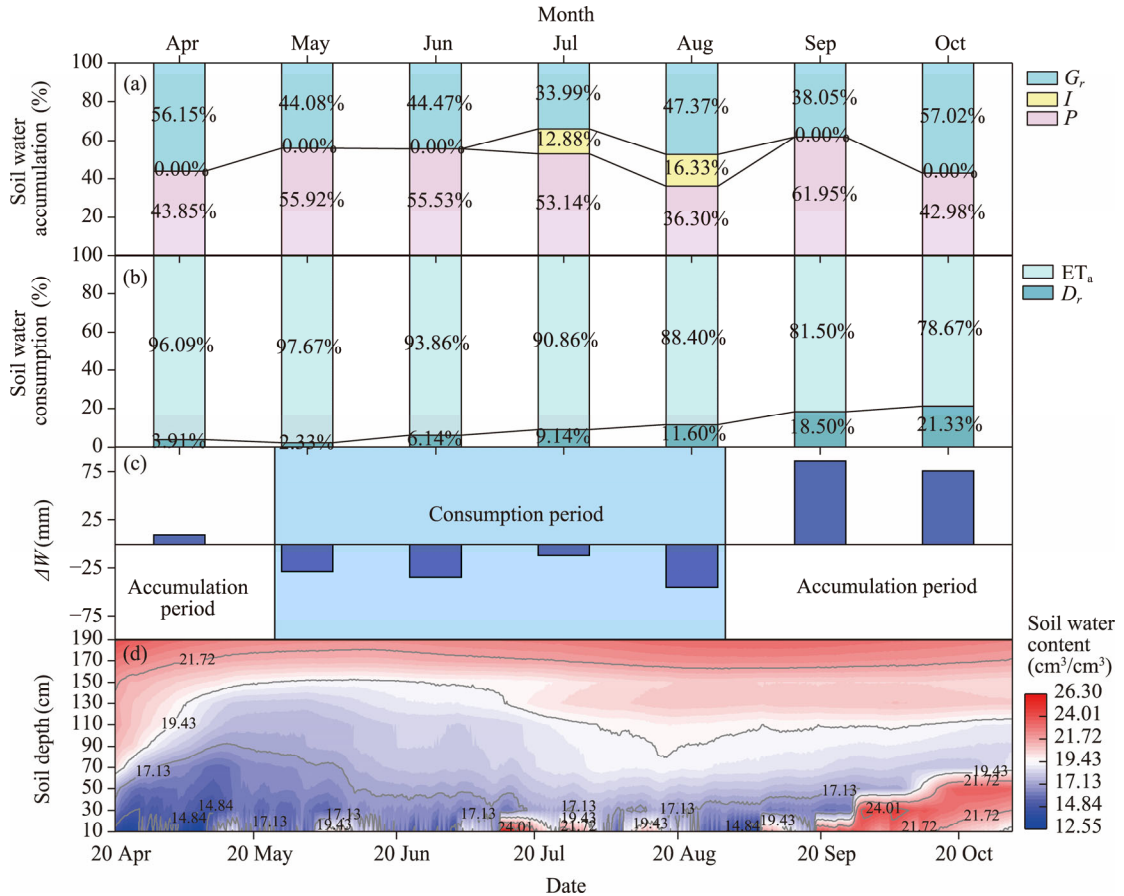 Month
Apr May Jun Jul Aug Sep Oct
(a)
Soil water accumulation (%)
100
80
60
40
20
56.15% 44.08% 44.47% 33.99% 47.37% 38.05% 57.02%
0.00% 0.00% 0.00% 12.88% 16.33% 0.00% 0.00%
43.85% 55.92% 55.53% 53.14% 36.30% 61.95% 42.98%
Gr
I
P
(b)
Soil water consumption (%)
100
80
60
40
20
0
96.09% 97.67% 93.86% 90.86% 88.40% 81.50% 78.67%
3.91% 2.33% 6.14% 9.14% 11.60% 18.50% 21.33%
ETa
Dr
(c)
ΔW (mm)
75
25
−25
−75
Consumption period
Accumulation
period
Accumulation period
(d)
Soil depth (cm)
190
170
150
130
110
90
70
50
30
10
21.72
19.43
17.13
14.84
14.84
17.13
17.13
19.43
17.13
24.01
17.13
19.43
21.72
17.13
19.43
14.84
19.43
17.13
24.01
19.43
21.72
21.72
21.72
20 Apr 20 May 20 Jun 20 Jul 20 Aug 20 Sep 20 Oct
Date
Soil water
content
(cm³/cm³)
26.30
24.01
21.72
19.43
17.13
14.84
12.55